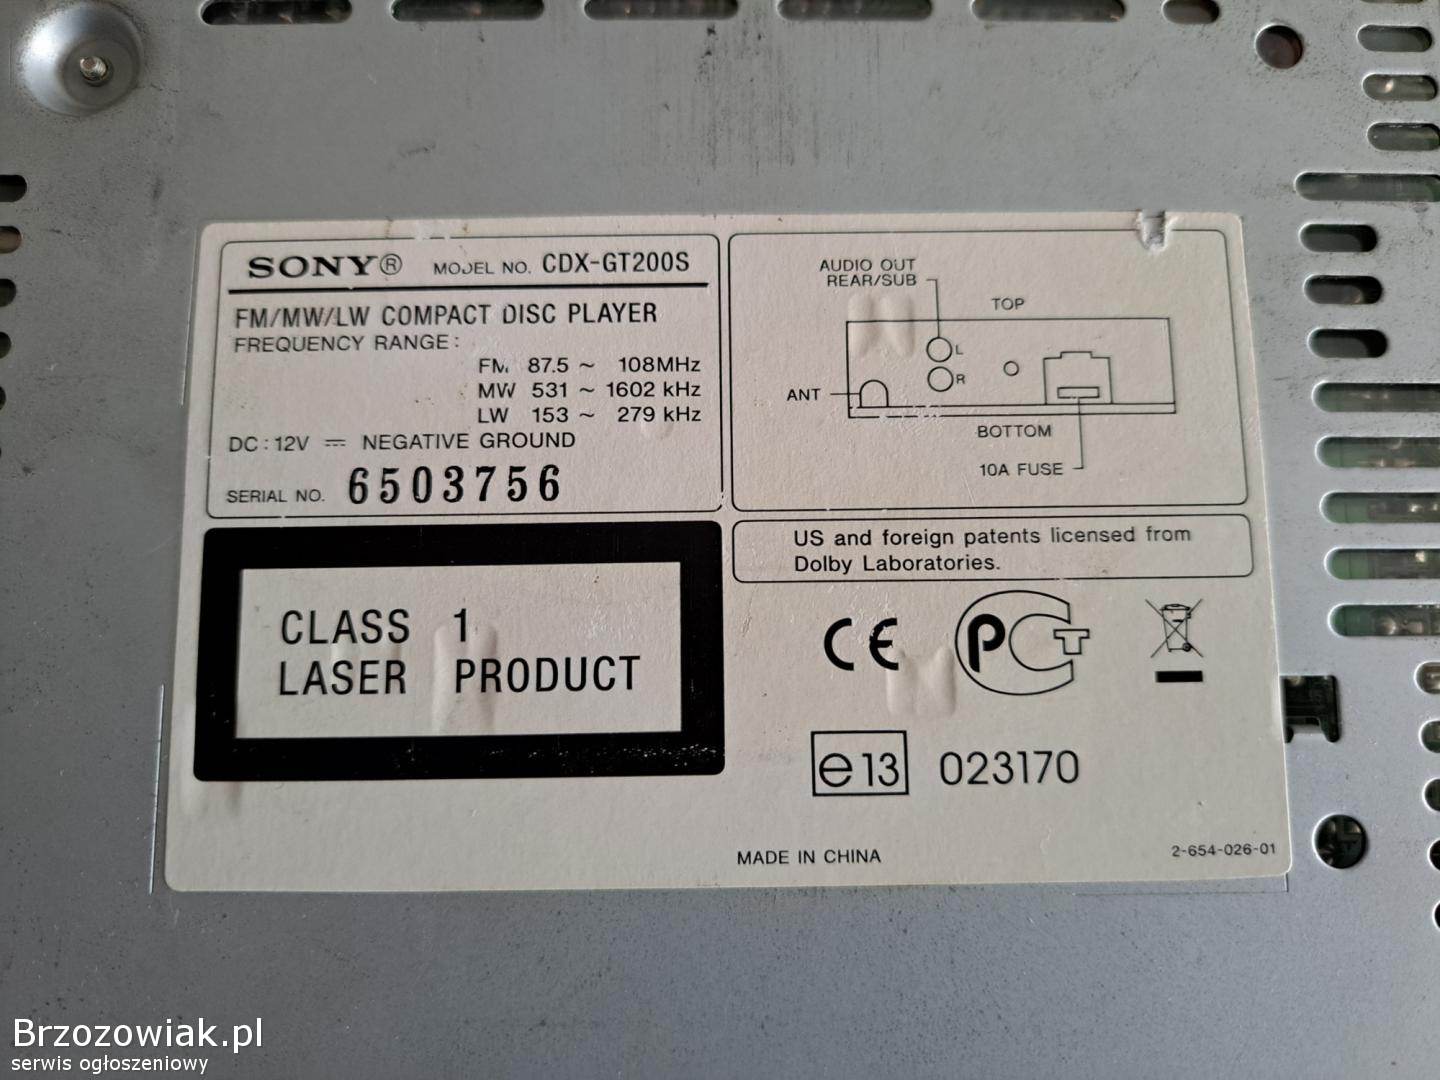 SONY® MODEL NO. CDX-GT200S
FM/MW/LW COMPACT DISC PLAYER
FREQUENCY RANGE:
FM 87.5 ~ 108MHz
MW 531 ~ 1602 kHz
LW 153 ~ 279 kHz
DC : 12V ⎓ NEGATIVE GROUND
SERIAL NO. 6503756
AUDIO OUT
REAR/SUB
TOP
L
R
ANT
BOTTOM
10A FUSE
CLASS 1
LASER PRODUCT
US and foreign patents licensed from
Dolby Laboratories.
CE PCT
e13 023170
MADE IN CHINA
2-654-026-01
Brzozowiak.pl
serwis ogłoszeniowy